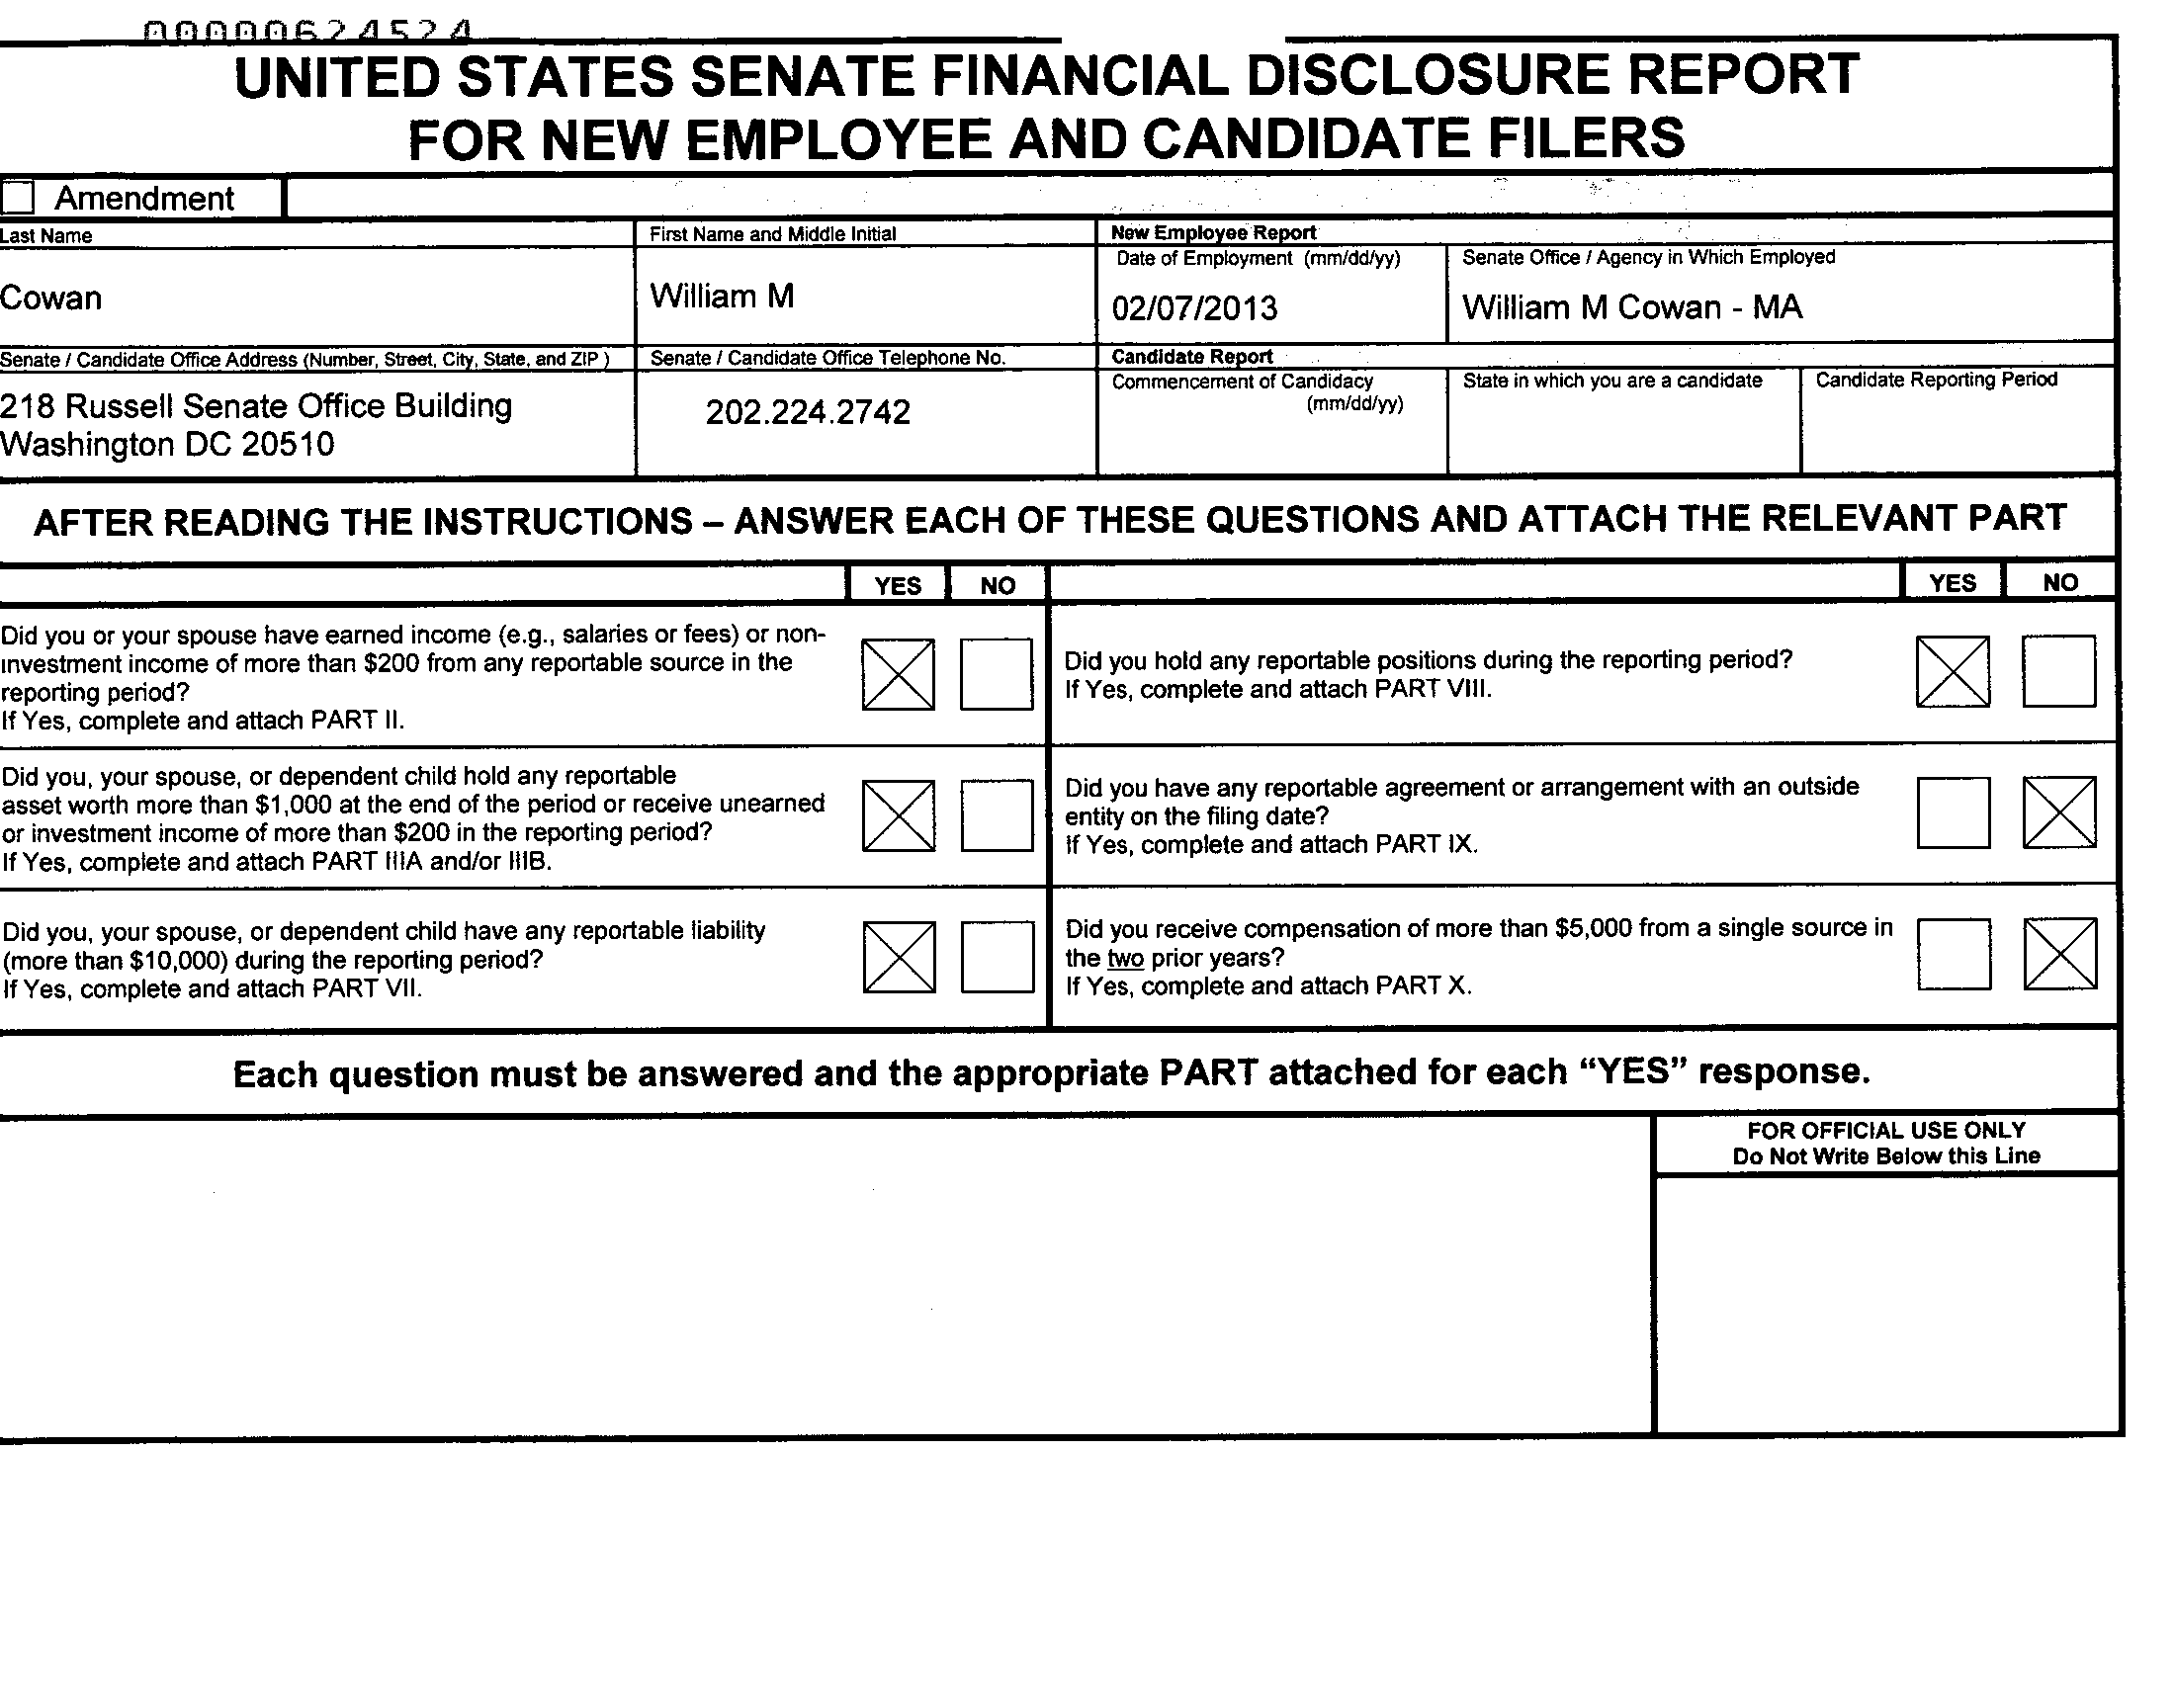 00000624524
UNITED STATES SENATE FINANCIAL DISCLOSURE REPORT
FOR NEW EMPLOYEE AND CANDIDATE FILERS
Amendment
Last Name
First Name and Middle Initial
New Employee Report
Date of Employment (mm/dd/yy)
Senate Office / Agency in Which Employed
Cowan
William M
02/07/2013
William M Cowan - MA
Senate / Candidate Office Address (Number, Street, City, State, and ZIP )
Senate / Candidate Office Telephone No.
Candidate Report
Commencement of Candidacy
(mm/dd/yy)
State in which you are a candidate
Candidate Reporting Period
218 Russell Senate Office Building
Washington DC 20510
202.224.2742
AFTER READING THE INSTRUCTIONS – ANSWER EACH OF THESE QUESTIONS AND ATTACH THE RELEVANT PART
YES NO YES NO
Did you or your spouse have earned income (e.g., salaries or fees) or non-
investment income of more than $200 from any reportable source in the
reporting period?
If Yes, complete and attach PART II.
Did you hold any reportable positions during the reporting period?
If Yes, complete and attach PART VIII.
Did you, your spouse, or dependent child hold any reportable
asset worth more than $1,000 at the end of the period or receive unearned
or investment income of more than $200 in the reporting period?
If Yes, complete and attach PART IIIA and/or IIIB.
Did you have any reportable agreement or arrangement with an outside
entity on the filing date?
If Yes, complete and attach PART IX.
Did you, your spouse, or dependent child have any reportable liability
(more than $10,000) during the reporting period?
If Yes, complete and attach PART VII.
Did you receive compensation of more than $5,000 from a single source in
the two prior years?
If Yes, complete and attach PART X.
Each question must be answered and the appropriate PART attached for each “YES” response.
FOR OFFICIAL USE ONLY
Do Not Write Below this Line